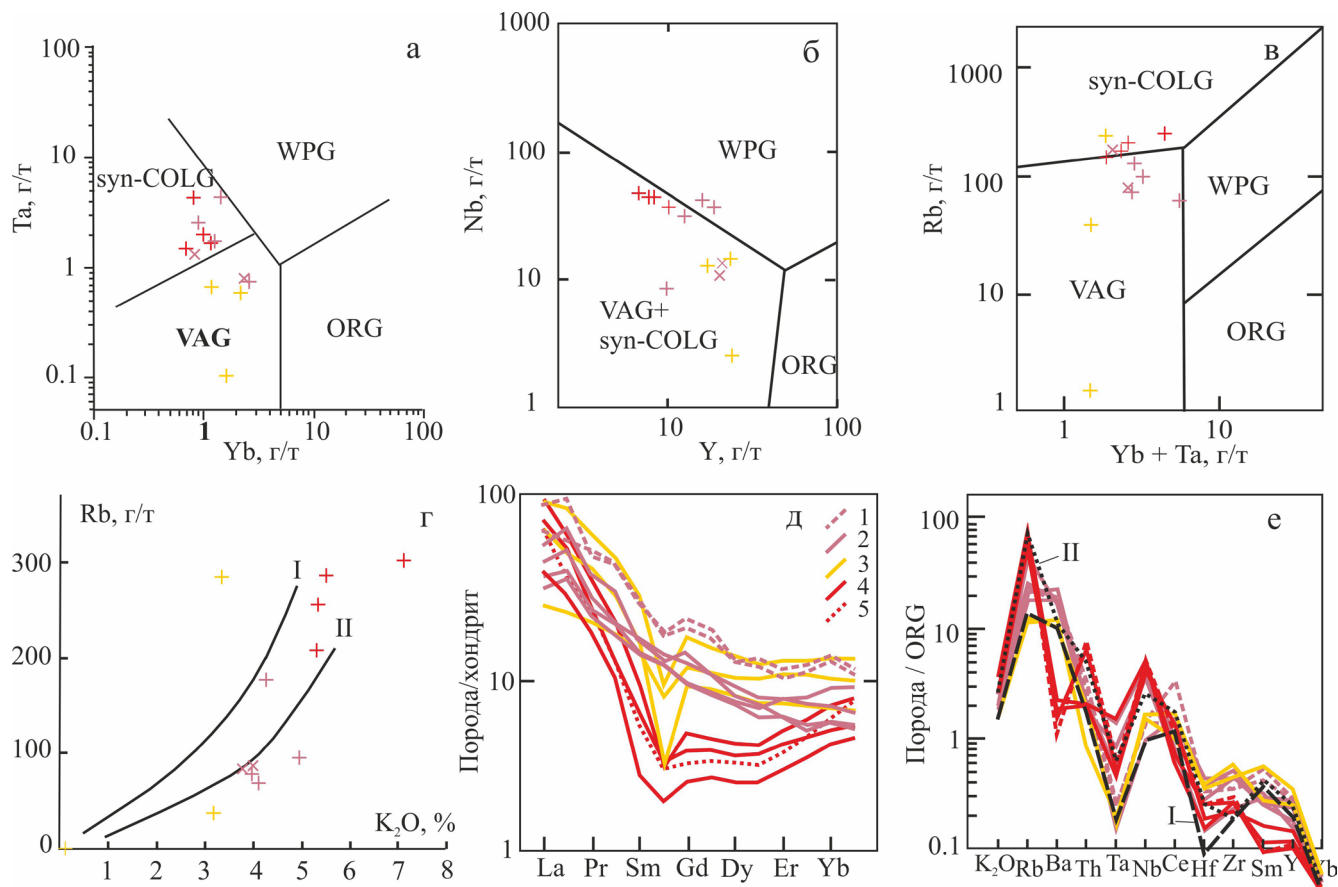 а
100
10
1
0.1
Ta, г/т
syn-COLG
WPG
VAG
ORG
0.1
1
10
100
Yb, г/т
б
1000
100
10
1
Nb, г/т
WPG
VAG+
syn-COLG
ORG
10
100
Y, г/т
в
1000
100
10
1
Rb, г/т
syn-COLG
WPG
VAG
ORG
1
10
Yb + Ta, г/т
г
Rb, г/т
300
200
100
0
I
II
K₂O, %
1
2
3
4
5
6
7
8
д
100
10
1
Порода/хондрит
1
2
3
4
5
La
Pr
Sm
Gd
Dy
Er
Yb
е
100
10
1
0.1
Порода / ORG
II
I
K₂O
Rb
Ba
Th
Ta
Nb
Ce
Hf
Zr
Sm
Y
Yb